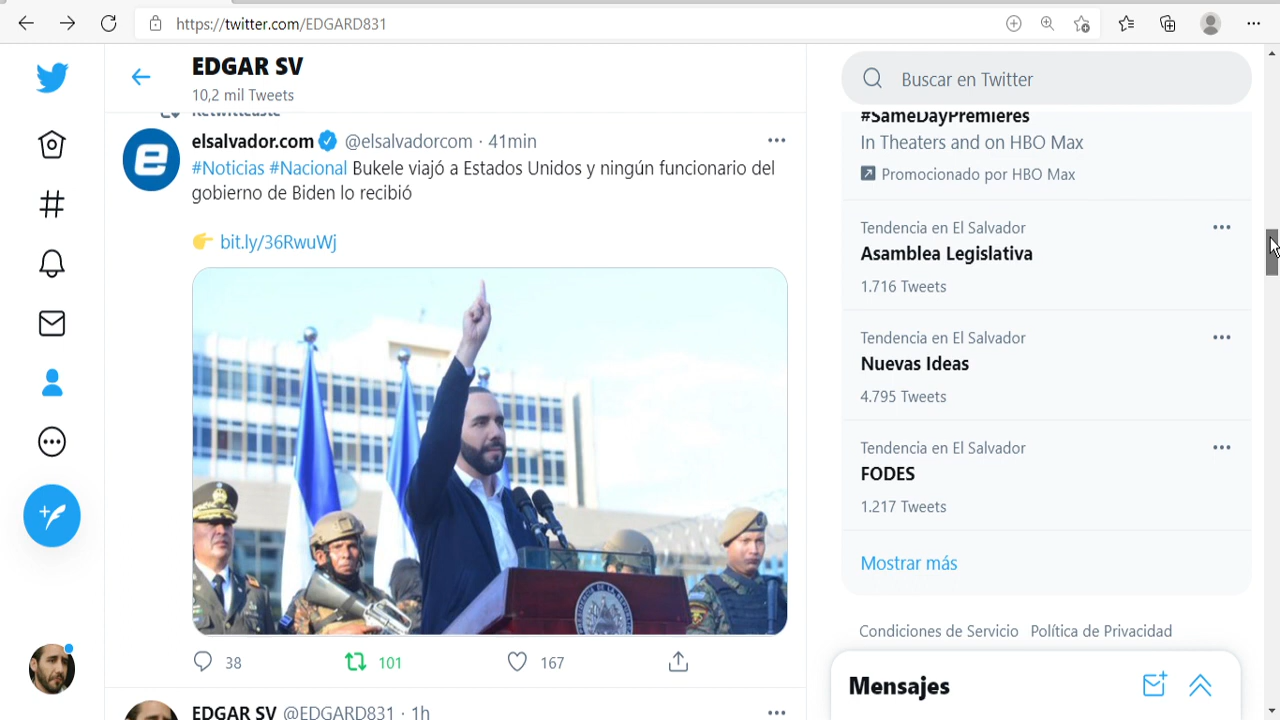 https://twitter.com/EDGARD831
EDGAR SV
10,2 mil Tweets
Retwitteaste
elsalvador.com @elsalvadorcom · 41min
#Noticias #Nacional Bukele viajó a Estados Unidos y ningún funcionario del
gobierno de Biden lo recibió
👉 bit.ly/36RwuWj
38 101 167
EDGAR SV @EDGARD831 · 1h
Buscar en Twitter
#SameDayPremieres
In Theaters and on HBO Max
Promocionado por HBO Max
Tendencia en El Salvador
Asamblea Legislativa
1.716 Tweets
Tendencia en El Salvador
Nuevas Ideas
4.795 Tweets
Tendencia en El Salvador
FODES
1.217 Tweets
Mostrar más
Condiciones de Servicio Política de Privacidad
Mensajes